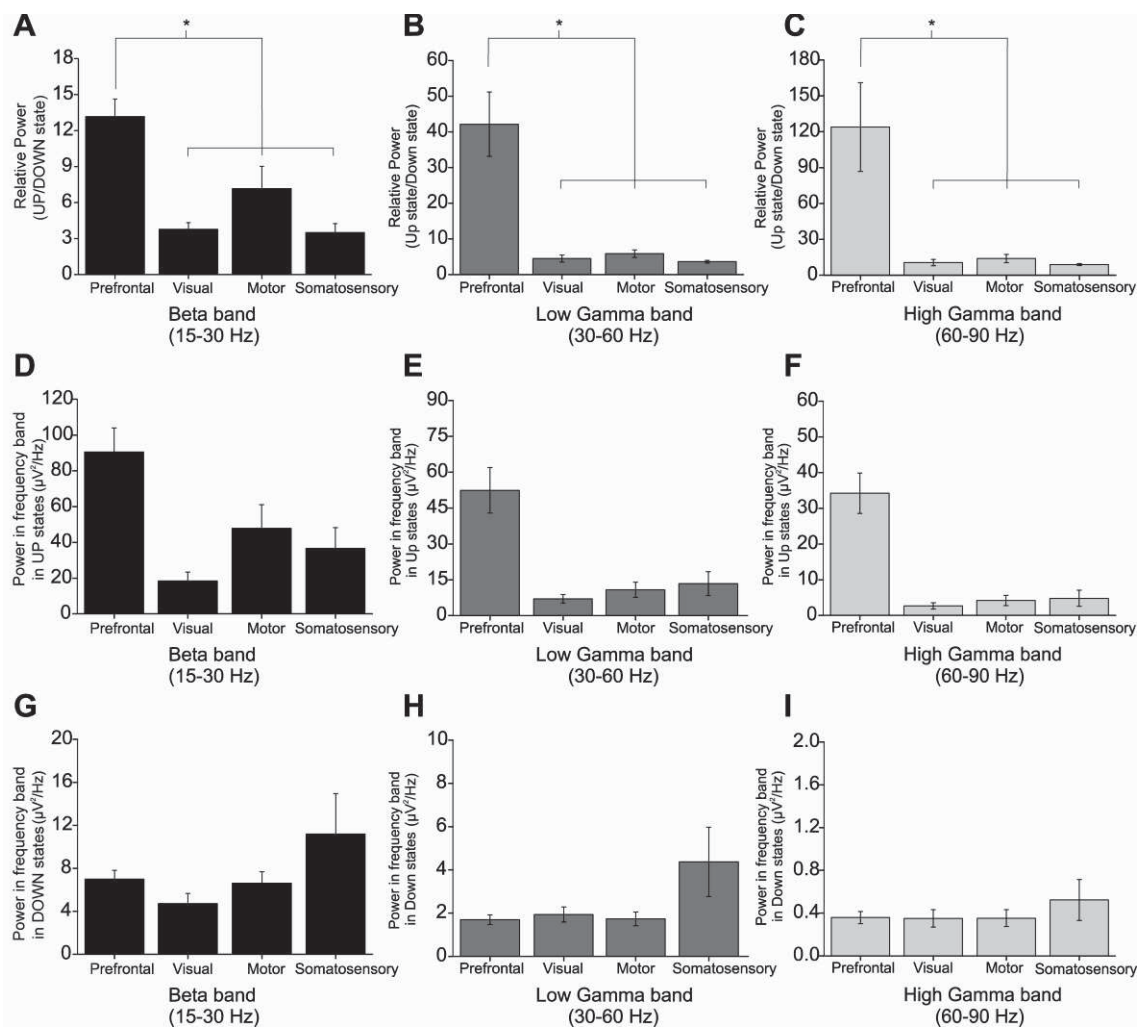 A
*
Relative Power
(UP/DOWN state)
18
15
12
9
6
3
0
Prefrontal Visual Motor Somatosensory
Beta band
(15-30 Hz)
B
*
Relative Power
(Up state/Down state)
60
50
40
30
20
10
0
Prefrontal Visual Motor Somatosensory
Low Gamma band
(30-60 Hz)
C
*
Relative Power
(Up state/Down state)
180
150
120
90
60
30
0
Prefrontal Visual Motor Somatosensory
High Gamma band
(60-90 Hz)
D
Power in frequency band
in UP states (µV²/Hz)
120
100
80
60
40
20
0
Prefrontal Visual Motor Somatosensory
Beta band
(15-30 Hz)
E
Power in frequency band
in Up states (µV²/Hz)
90
75
60
45
30
15
0
Prefrontal Visual Motor Somatosensory
Low Gamma band
(30-60 Hz)
F
Power in frequency band
in Up states (µV²/Hz)
60
50
40
30
20
10
0
Prefrontal Visual Motor Somatosensory
High Gamma band
(60-90 Hz)
G
Power in frequency band
in DOWN states (µV²/Hz)
20
16
12
8
4
0
Prefrontal Visual Motor Somatosensory
Beta band
(15-30 Hz)
H
Power in frequency band
in Down states (µV²/Hz)
10
8
6
4
2
0
Prefrontal Visual Motor Somatosensory
Low Gamma band
(30-60 Hz)
I
Power in frequency band
in Down states (µV²/Hz)
2.0
1.6
1.2
0.8
0.4
0.0
Prefrontal Visual Motor Somatosensory
High Gamma band
(60-90 Hz)